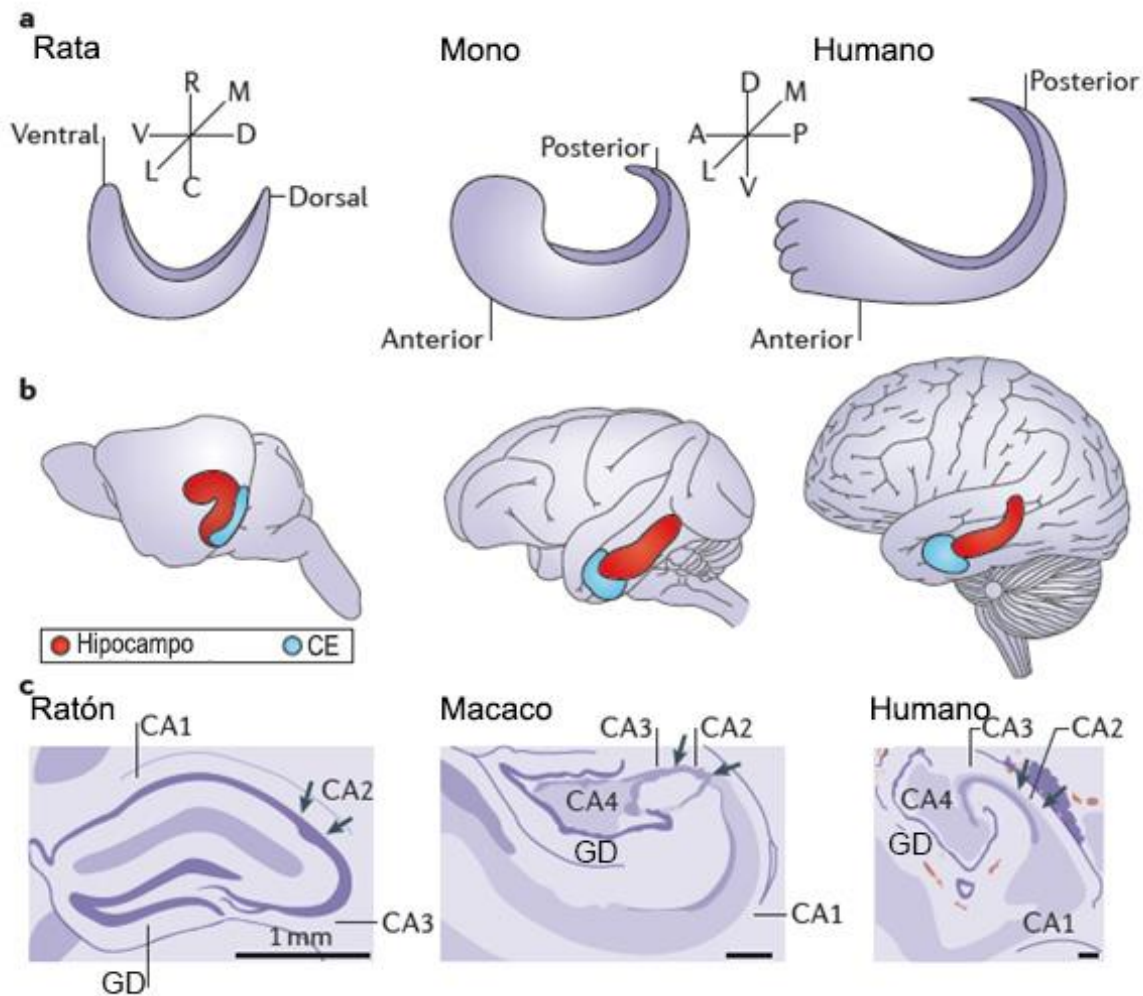 a
Rata
Mono
Humano
R
M
V
D
L
C
Ventral
Dorsal
D
M
A
P
L
V
Posterior
Anterior
Posterior
Anterior
b
Hipocampo
CE
c
Ratón
CA1
CA2
CA3
GD
1 mm
Macaco
CA3
CA2
CA4
GD
CA1
Humano
CA3
CA2
CA4
GD
CA1